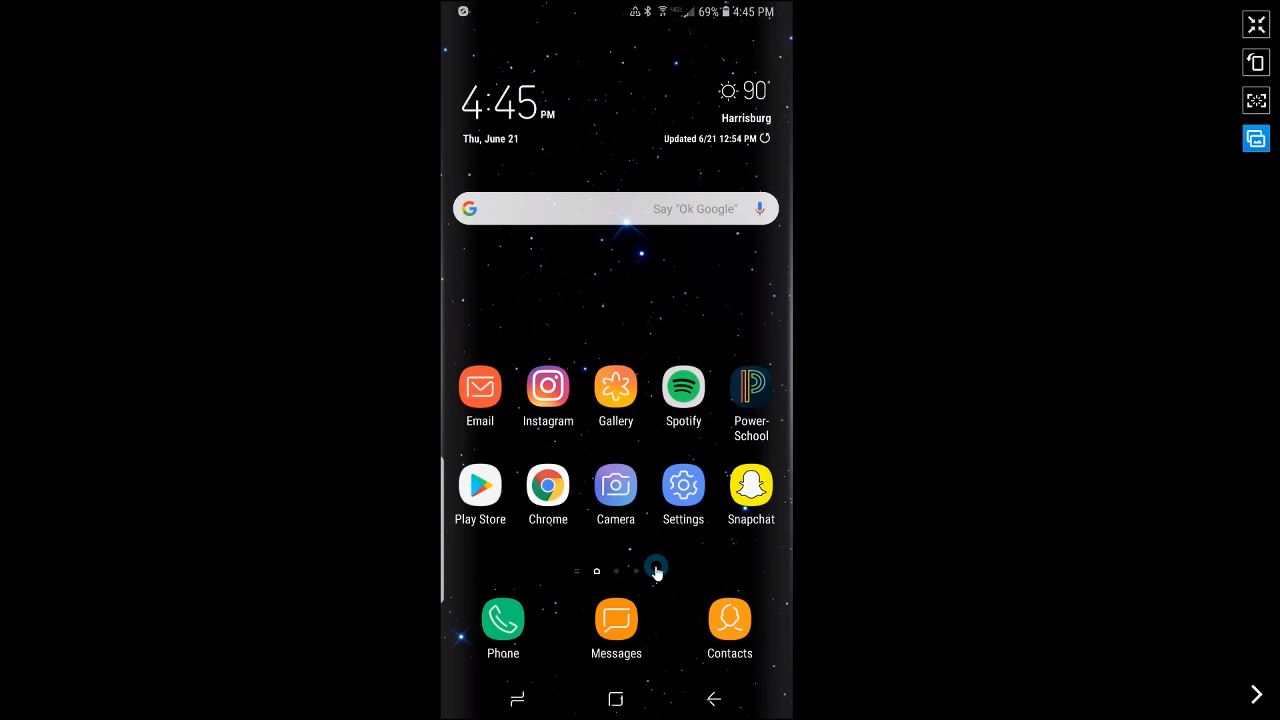 69% 4:45 PM
4:45 PM
90°
Harrisburg
Thu, June 21
Updated 6/21 12:54 PM
Say "Ok Google"
Email
Instagram
Gallery
Spotify
Power-
School
Play Store
Chrome
Camera
Settings
Snapchat
Phone
Messages
Contacts